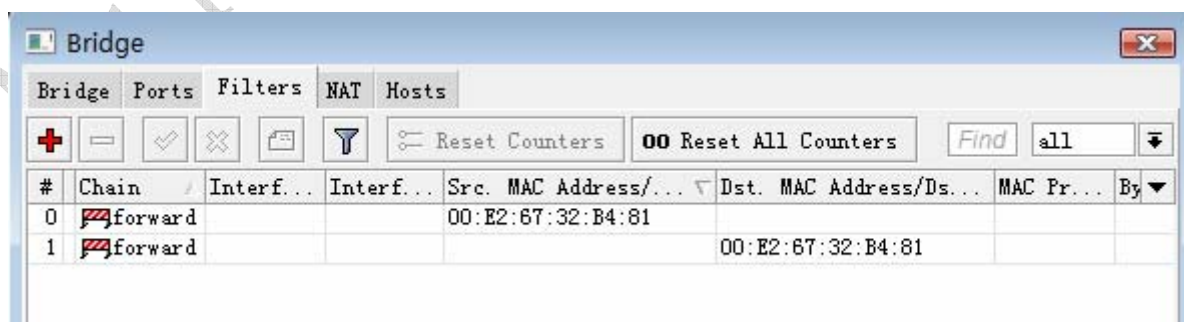 Bridge
Bridge Ports Filters NAT Hosts
Reset Counters 00 Reset All Counters Find all
# Chain Interf... Interf... Src. MAC Address/... Dst. MAC Address/Ds... MAC Pr... By
0 forward 00:E2:67:32:B4:81
1 forward 00:E2:67:32:B4:81